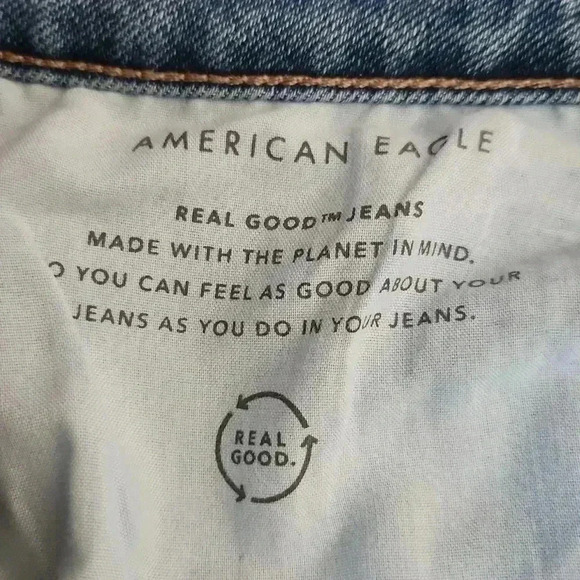 AMERICAN EAGLE
REAL GOOD™ JEANS
MADE WITH THE PLANET IN MIND.
O YOU CAN FEEL AS GOOD ABOUT YOUR
JEANS AS YOU DO IN YOUR JEANS.
REAL
GOOD.